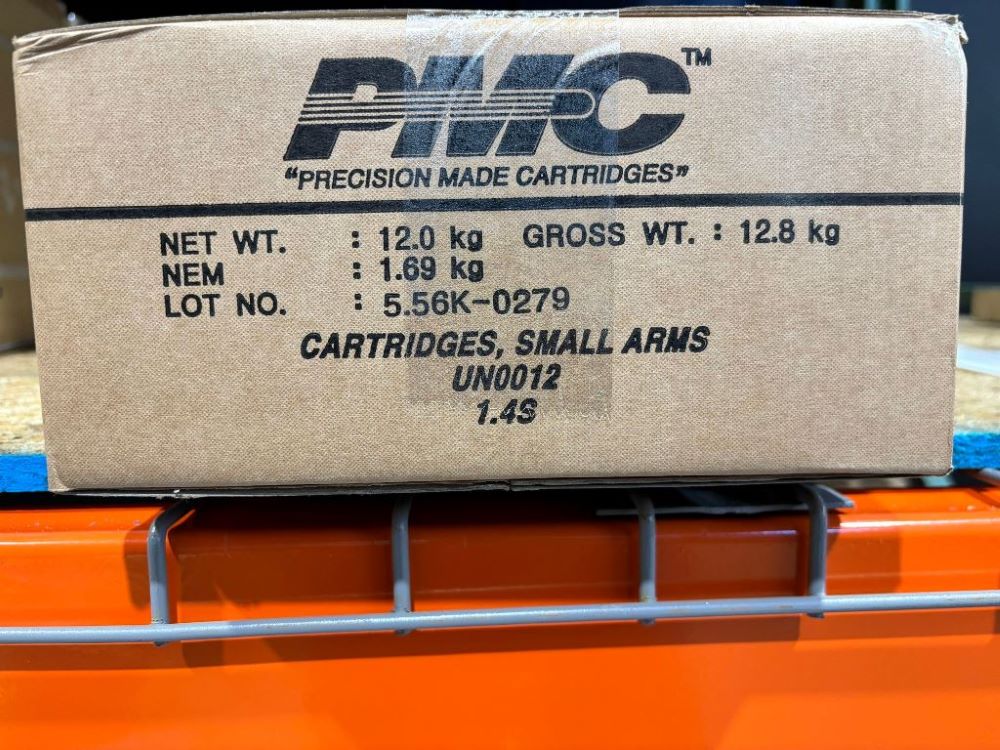 PMC™
"PRECISION MADE CARTRIDGES"
NET WT. : 12.0 kg GROSS WT. : 12.8 kg
NEM : 1.69 kg
LOT NO. : 5.56K-0279
CARTRIDGES, SMALL ARMS
UN0012
1.4S